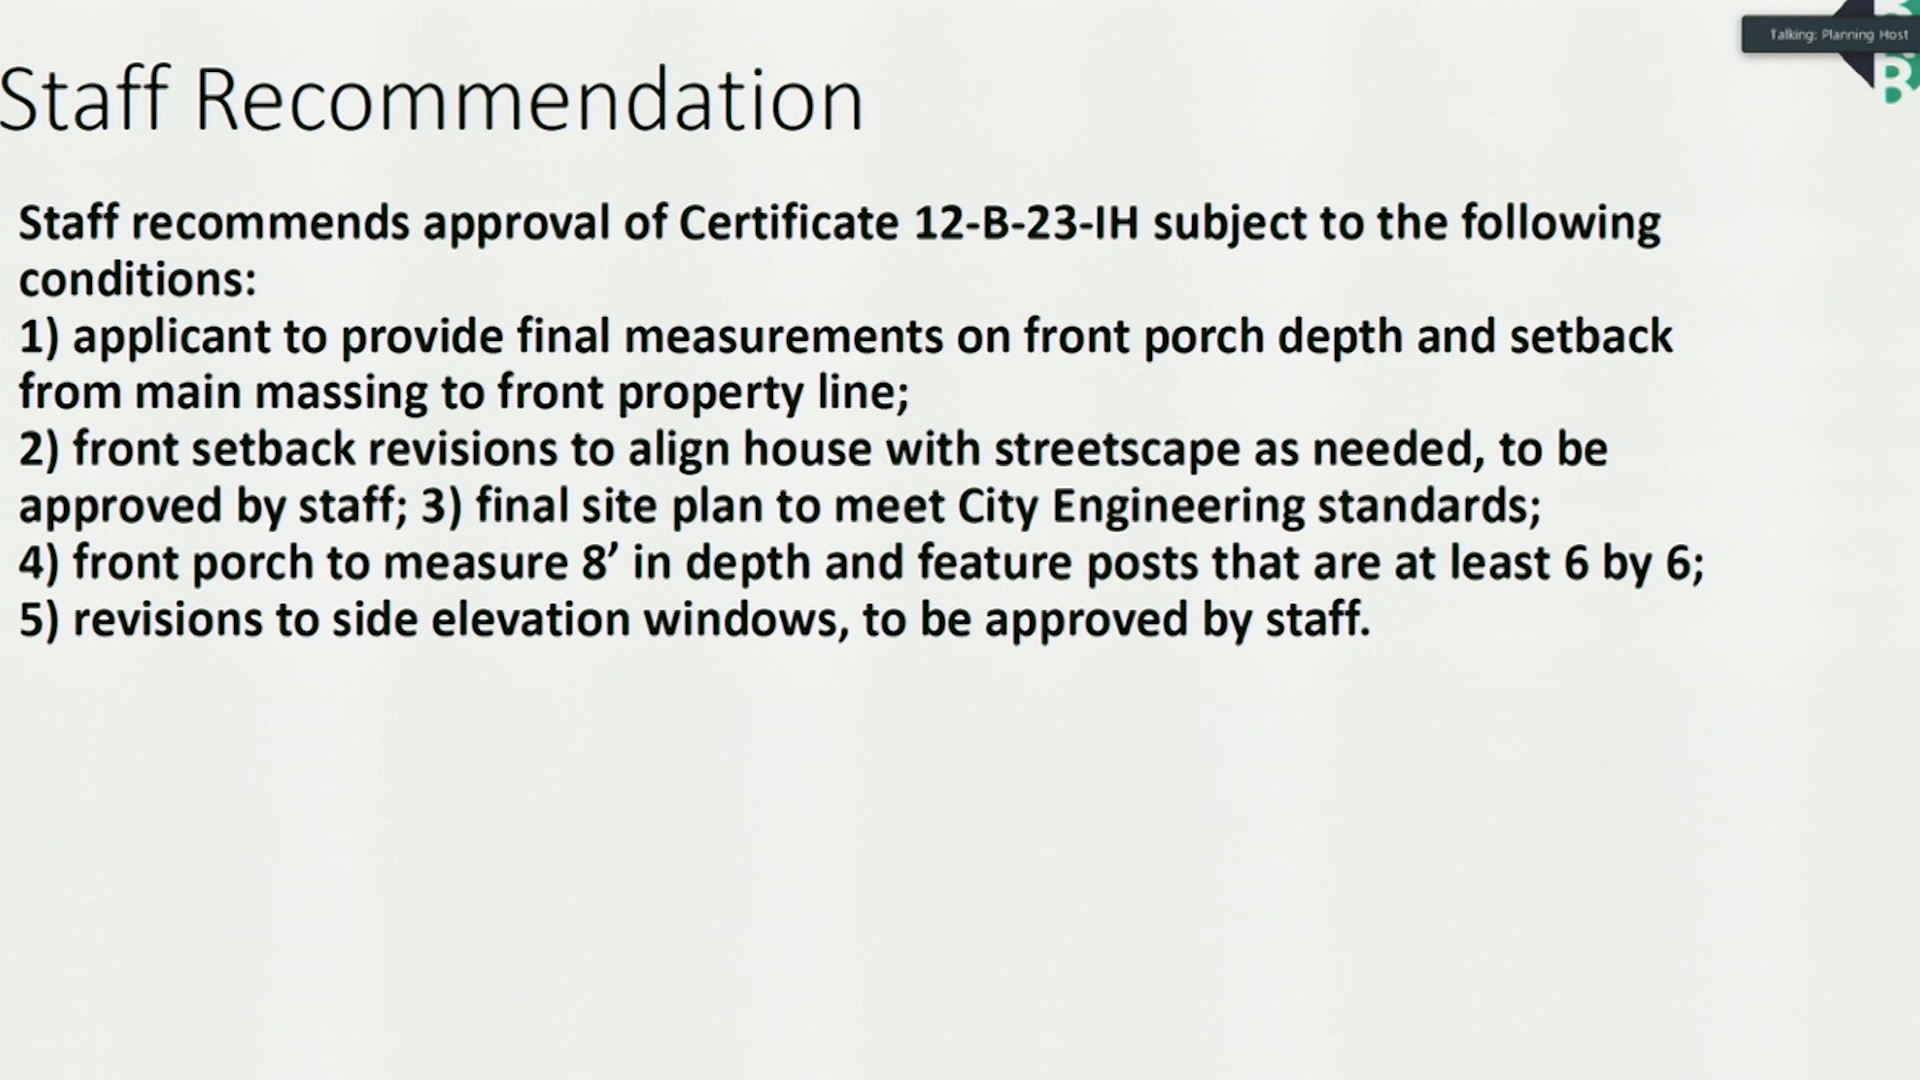 Talking: Planning Host
Staff Recommendation
Staff recommends approval of Certificate 12-B-23-IH subject to the following
conditions:
1) applicant to provide final measurements on front porch depth and setback
from main massing to front property line;
2) front setback revisions to align house with streetscape as needed, to be
approved by staff; 3) final site plan to meet City Engineering standards;
4) front porch to measure 8’ in depth and feature posts that are at least 6 by 6;
5) revisions to side elevation windows, to be approved by staff.
B